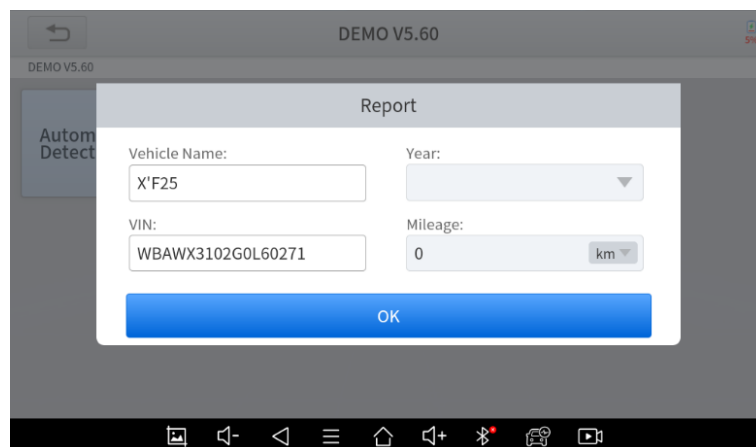 DEMO V5.60
5%
DEMO V5.60
Report
Autom
Detect
Vehicle Name:
Year:
X'F25
VIN:
Mileage:
WBAWX3102G0L60271
0
km
OK